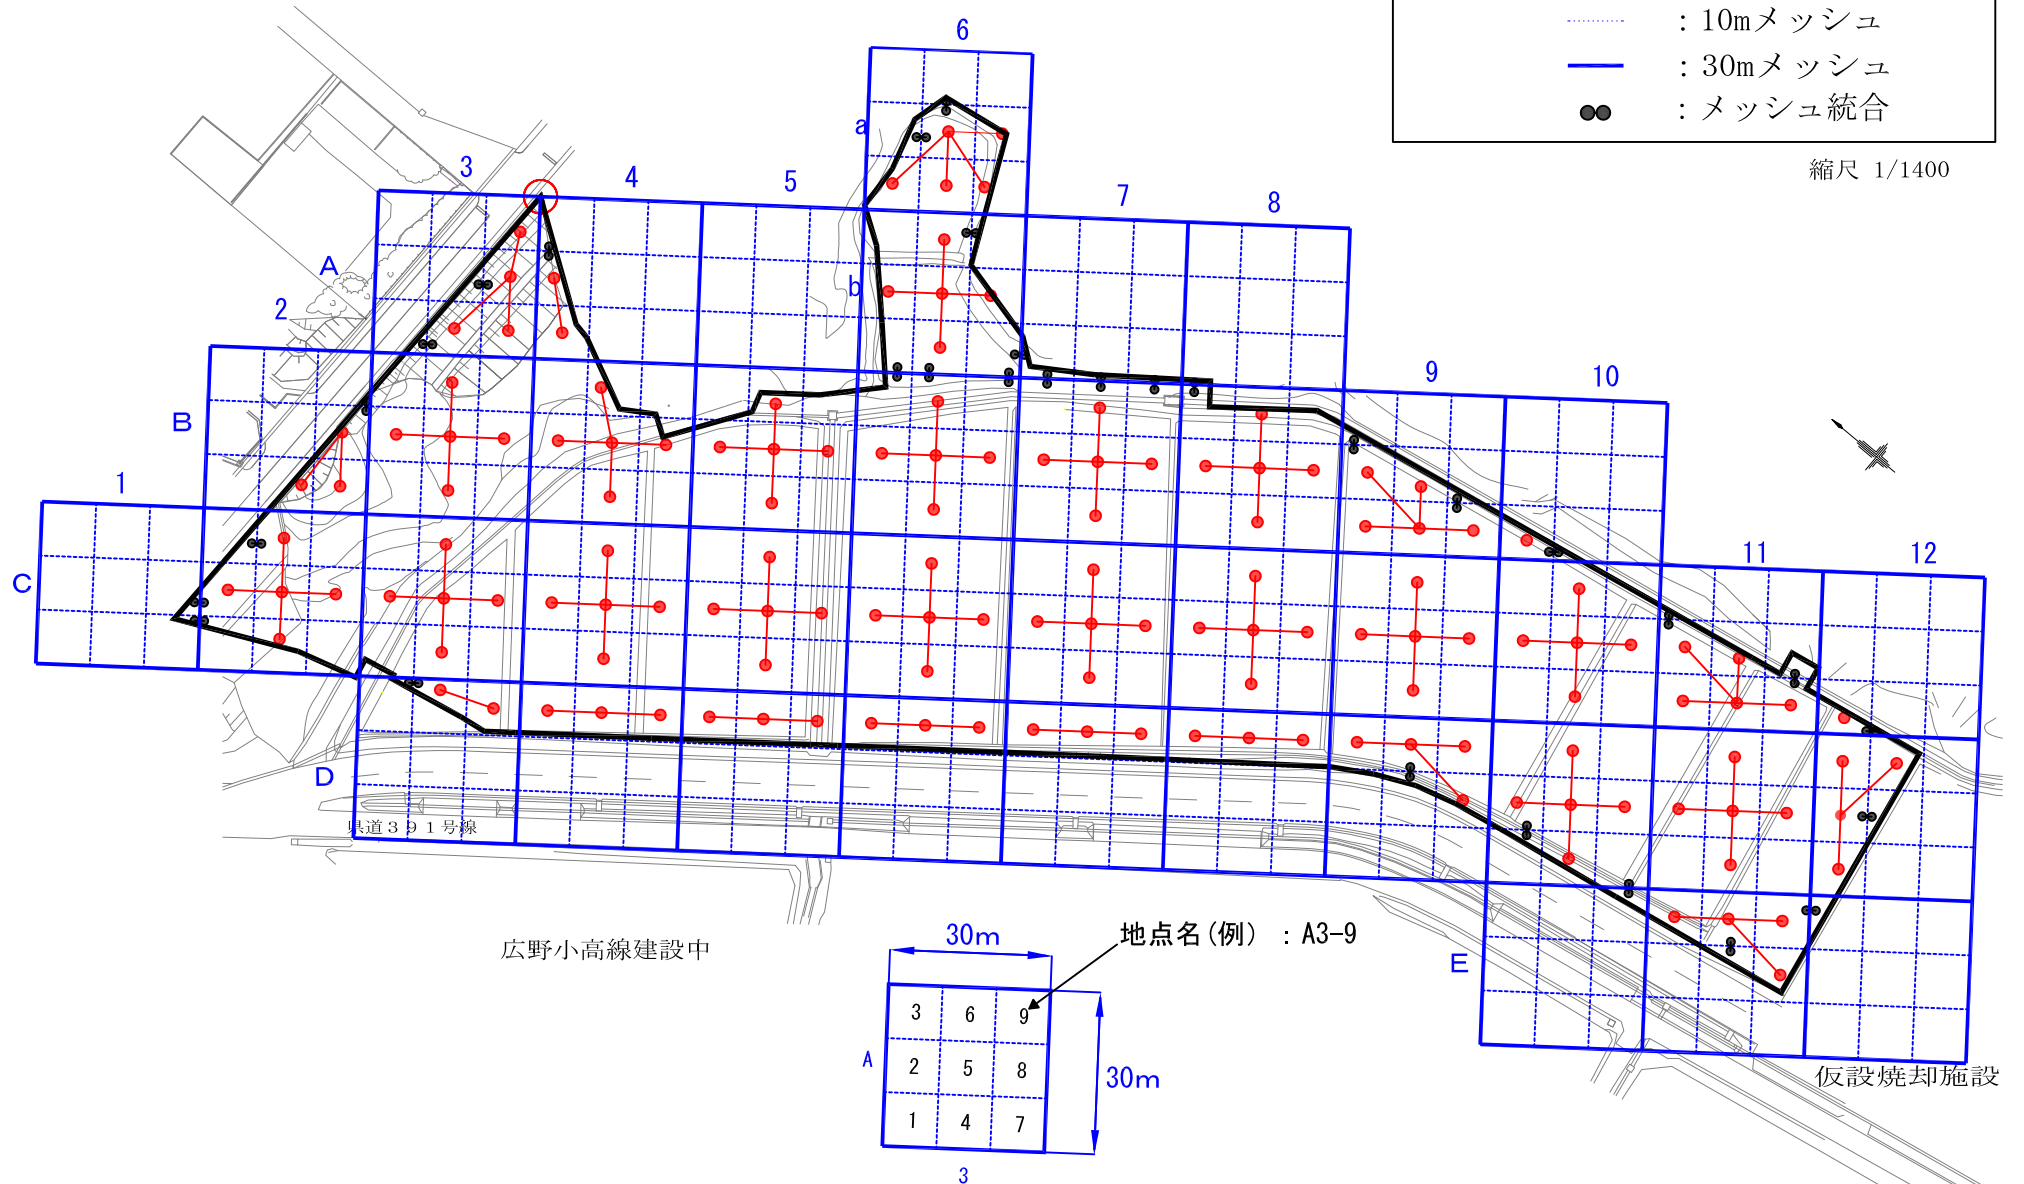 ：10mメッシュ
：30mメッシュ
：メッシュ統合
縮尺 1/1400
6
a
3
4
5
7
8
A
b
2
9
10
B
1
11
12
C
D
県道３９１号線
広野小高線建設中
地点名(例) ：A3-9
30m
E
3 6 9
A 2 5 8
30m
1 4 7
3
仮設焼却施設